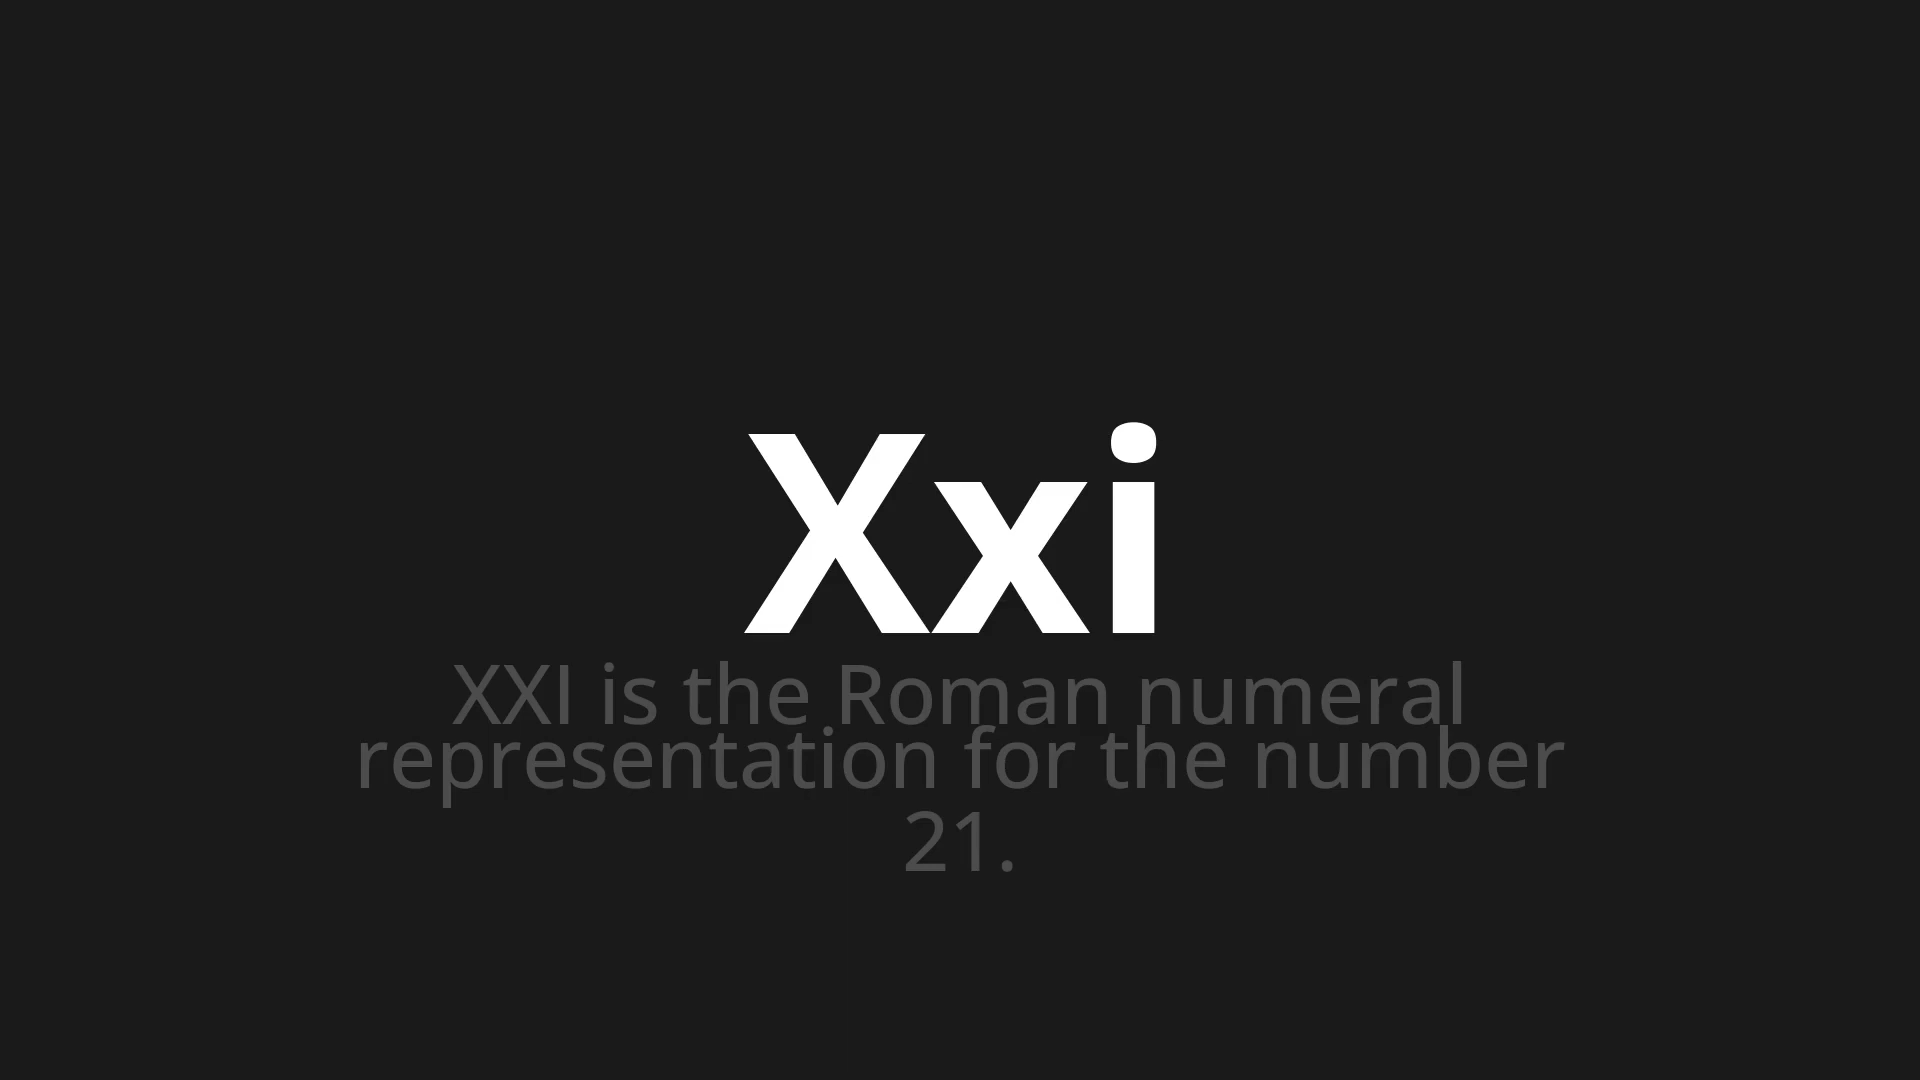 Xxi
XXI is the Roman numeral
representation for the number
21.